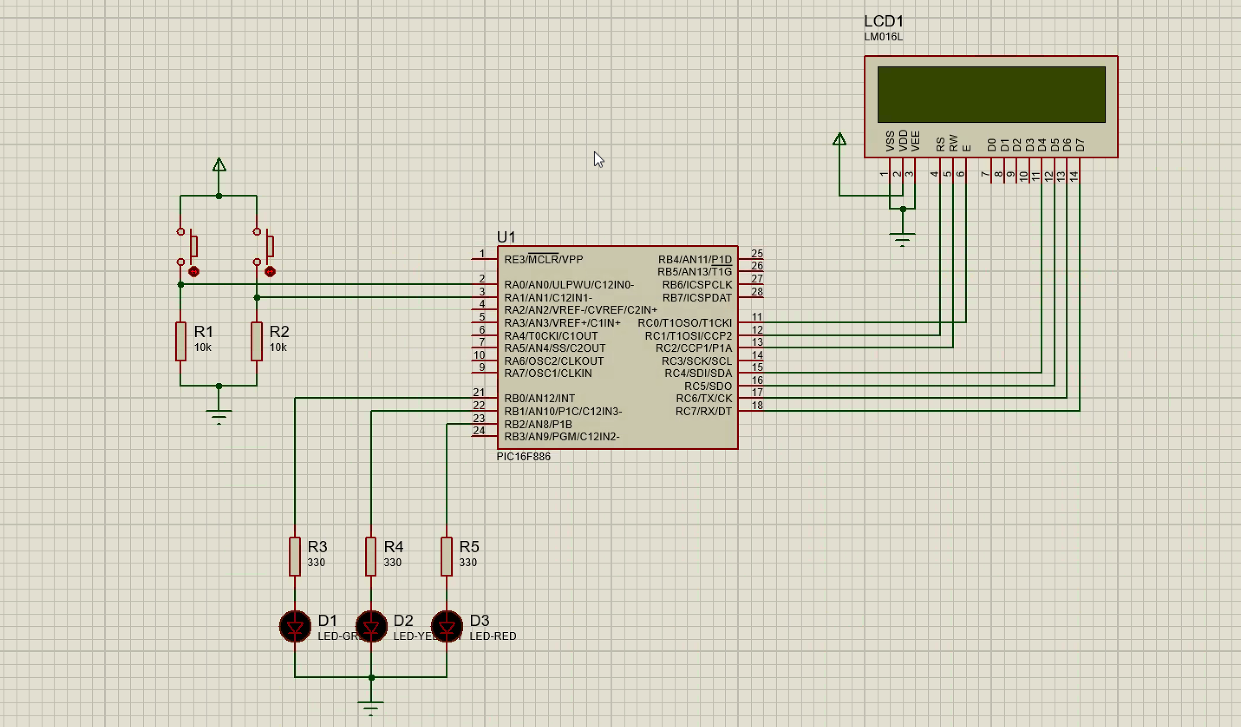 LCD1
LM016L
VSS
VDD
VEE
RS
RW
E
D0
D1
D2
D3
D4
D5
D6
D7
1
2
3
4
5
6
7
8
9
10
11
12
13
14
R1
10k
R2
10k
U1
1 RE3/MCLR/VPP
2 RA0/AN0/ULPWU/C12IN0-
3 RA1/AN1/C12IN1-
4 RA2/AN2/VREF-/CVREF/C2IN+
5 RA3/AN3/VREF+/C1IN+
6 RA4/T0CKI/C1OUT
7 RA5/AN4/SS/C2OUT
10 RA6/OSC2/CLKOUT
9 RA7/OSC1/CLKIN
21 RB0/AN12/INT
22 RB1/AN10/P1C/C12IN3-
23 RB2/AN8/P1B
24 RB3/AN9/PGM/C12IN2-
RB4/AN11/P1D 25
RB5/AN13/T1G 26
RB6/ICSPCLK 27
RB7/ICSPDAT 28
RC0/T1OSO/T1CKI 11
RC1/T1OSI/CCP2 12
RC2/CCP1/P1A 13
RC3/SCK/SCL 14
RC4/SDI/SDA 15
RC5/SDO 16
RC6/TX/CK 17
RC7/RX/DT 18
PIC16F886
R3
330
R4
330
R5
330
D1
D2
D3
LED-RED